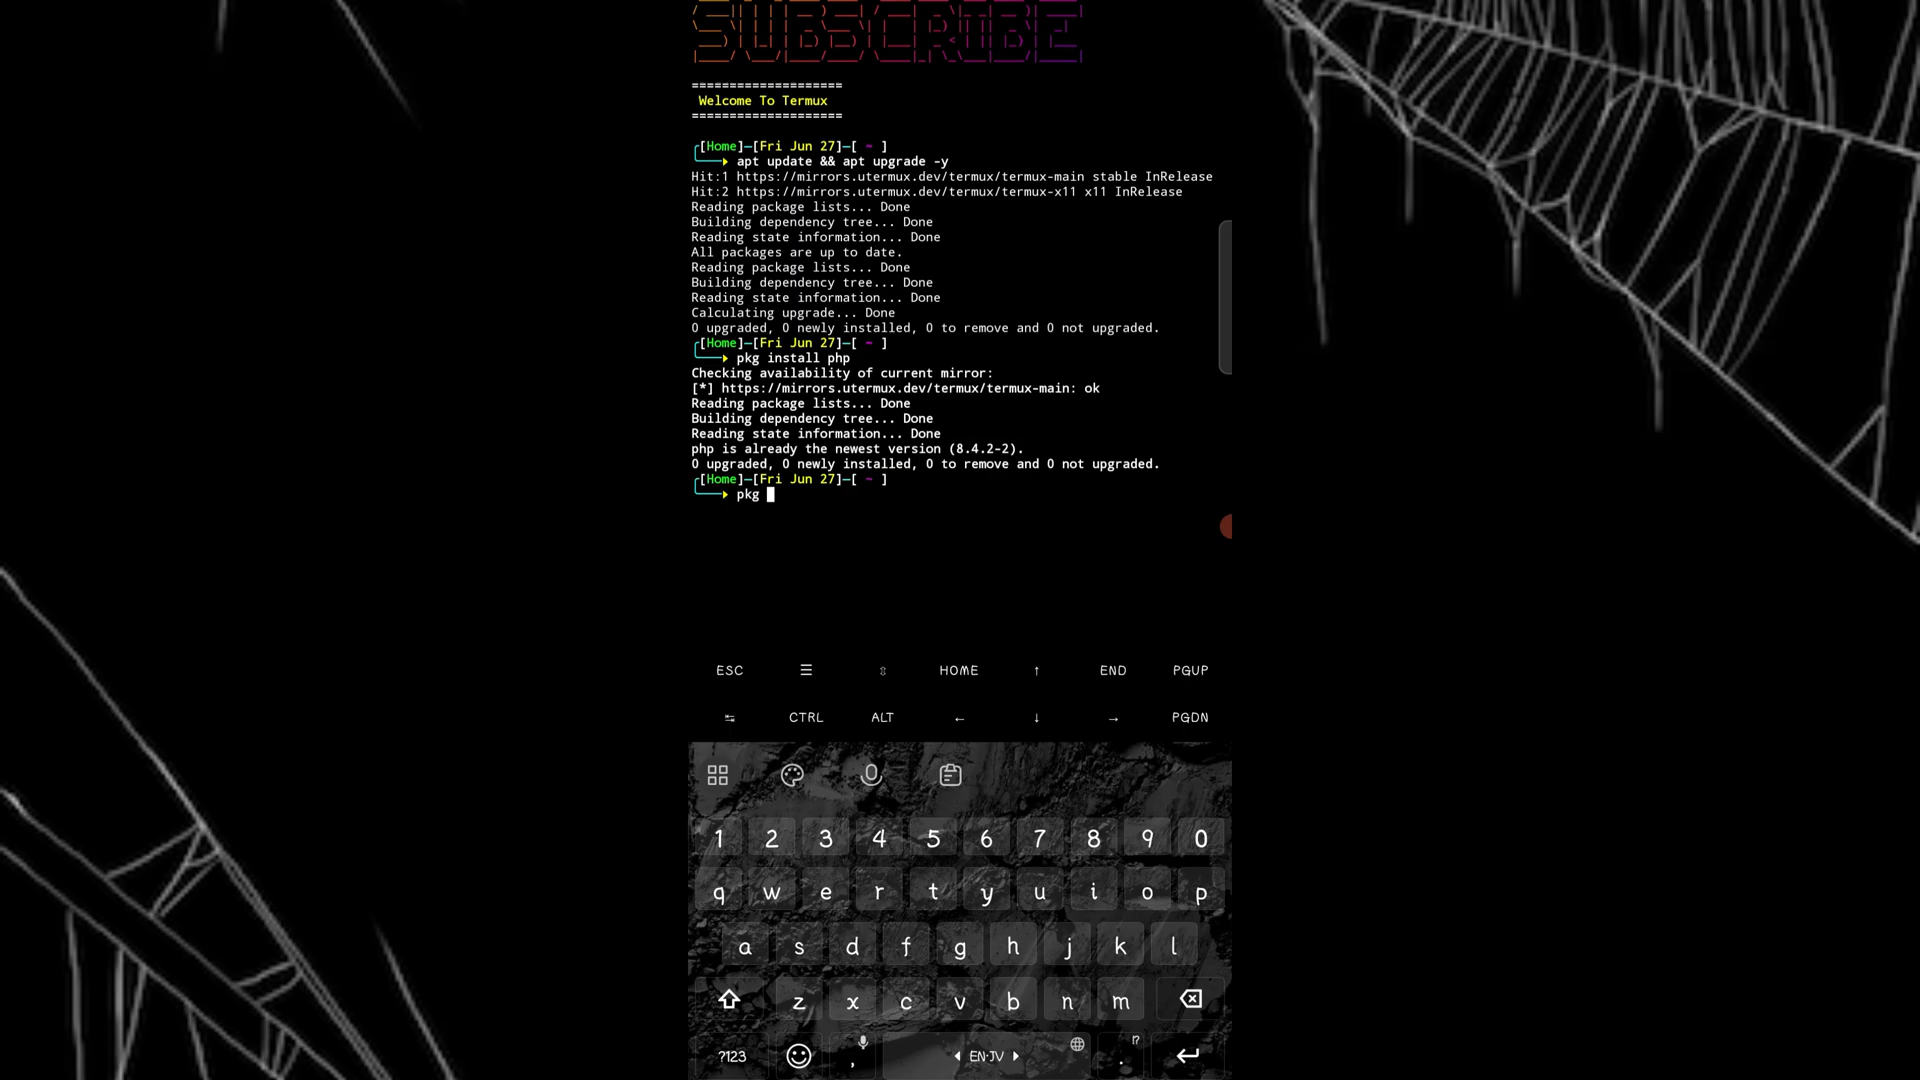 SUBSCRIBE
====================
Welcome To Termux
====================
┌[Home]─[Fri Jun 27]─[ ~ ]
└───▸ apt update && apt upgrade -y
Hit:1 https://mirrors.utermux.dev/termux/termux-main stable InRelease
Hit:2 https://mirrors.utermux.dev/termux/termux-x11 x11 InRelease
Reading package lists... Done
Building dependency tree... Done
Reading state information... Done
All packages are up to date.
Reading package lists... Done
Building dependency tree... Done
Reading state information... Done
Calculating upgrade... Done
0 upgraded, 0 newly installed, 0 to remove and 0 not upgraded.
┌[Home]─[Fri Jun 27]─[ ~ ]
└───▸ pkg install php
Checking availability of current mirror:
[*] https://mirrors.utermux.dev/termux/termux-main: ok
Reading package lists... Done
Building dependency tree... Done
Reading state information... Done
php is already the newest version (8.4.2-2).
0 upgraded, 0 newly installed, 0 to remove and 0 not upgraded.
┌[Home]─[Fri Jun 27]─[ ~ ]
└───▸ pkg
ESC ☰ ⇳ HOME ↑ END PGUP
⇆ CTRL ALT ← ↓ → PGDN
1 2 3 4 5 6 7 8 9 0
q w e r t y u i o p
a s d f g h j k l
z x c v b n m
?123 , EN·JV . !?